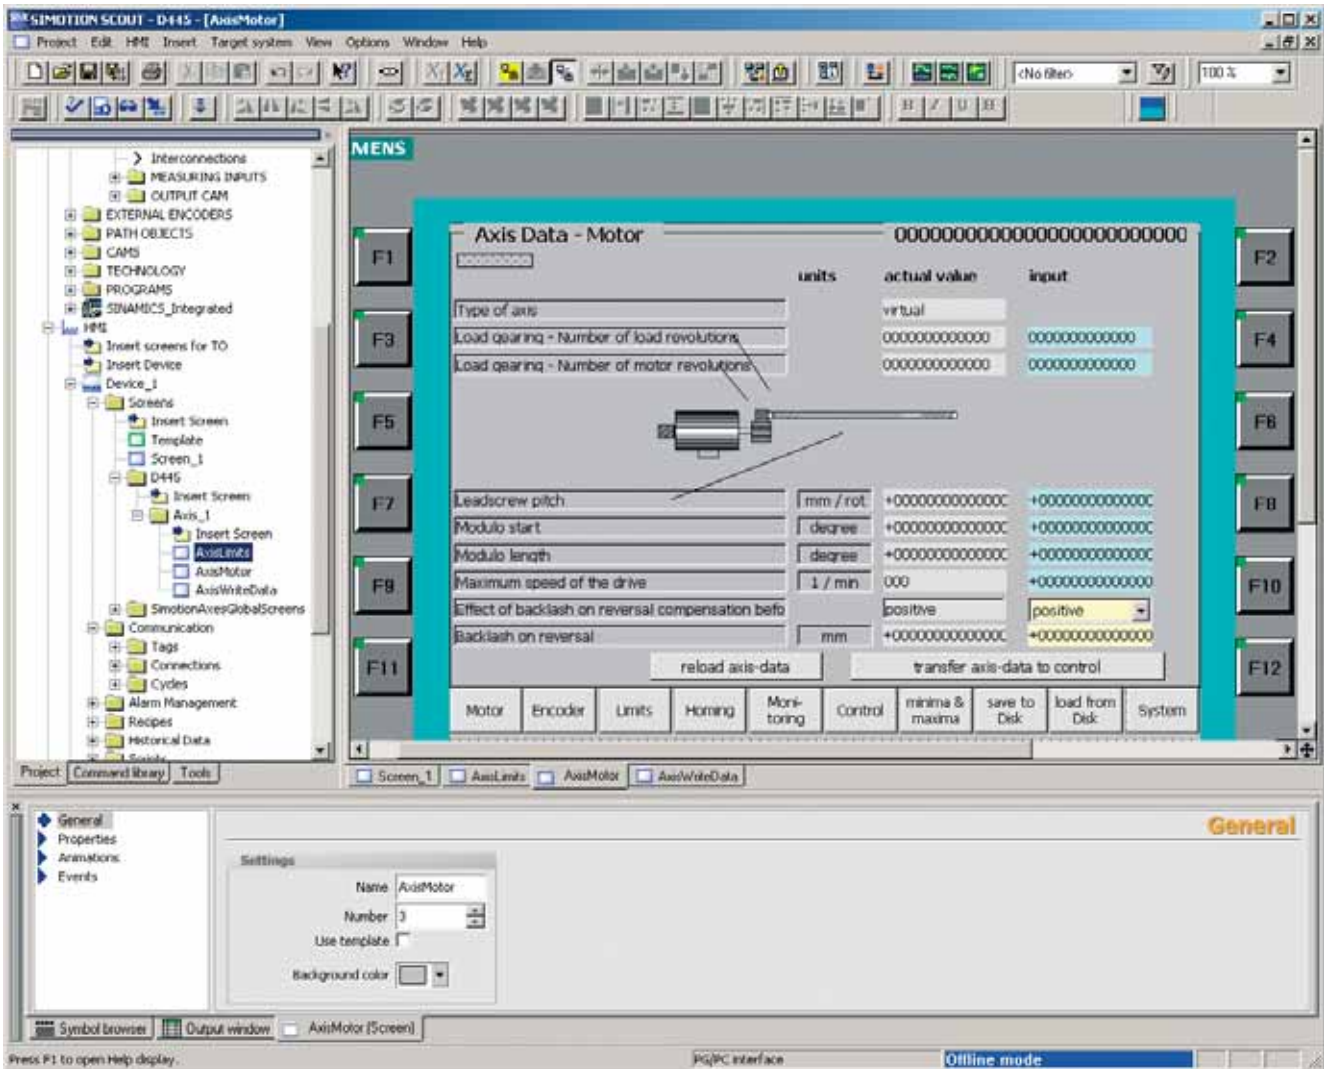 SIMOTION SCOUT - D445 - [AxisMotor]
Project Edit HMI Insert Target system View Options Window Help
<No filter>
100 %
B I U
Interconnections
MEASURING INPUTS
OUTPUT CAM
EXTERNAL ENCODERS
PATH OBJECTS
CAMS
TECHNOLOGY
PROGRAMS
SINAMICS_Integrated
HMI
Insert screens for TO
Insert Device
Device_1
Screens
Insert Screen
Template
Screen_1
D445
Insert Screen
Axis_1
Insert Screen
AxisLimits
AxisMotor
AxisWriteData
SimotionAxesGlobalScreens
Communication
Tags
Connections
Cycles
Alarm Management
Recipes
Historical Data
Scripts
Project Command library Tools
MENS
F1
F3
F5
F7
F9
F11
Axis Data - Motor
units actual value input
Type of axis virtual
Load gearing - Number of load revolutions 0000000000000 0000000000000
Load gearing - Number of motor revolutions 0000000000000 0000000000000
Leadscrew pitch mm / rot
Modulo start degree
Modulo length degree
Maximum speed of the drive 1 / min 000
Effect of backlash on reversal compensation befo positive positive
Backlash on reversal mm
reload axis-data transfer axis-data to control
Motor Encoder Limits Homing Moni-toring Control minima & maxima save to Disk load from Disk System
F2
F4
F6
F8
F10
F12
Screen_1 AxisLimits AxisMotor AxisWriteData
General
Properties
Animations
Events
General
Settings
Name AxisMotor
Number 3
Use template
Background color
Symbol browser Output window AxisMotor (Screen)
Press F1 to open Help display.
PG/PC interface
Offline mode